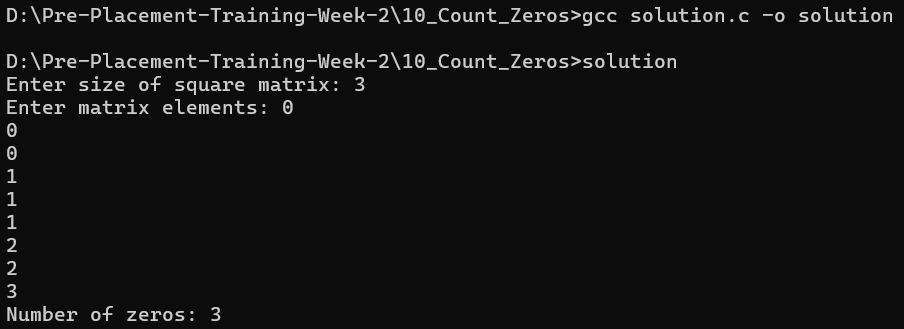 D:\Pre-Placement-Training-Week-2\10_Count_Zeros>gcc solution.c -o solution
D:\Pre-Placement-Training-Week-2\10_Count_Zeros>solution
Enter size of square matrix: 3
Enter matrix elements: 0
0
0
1
1
1
2
2
3
Number of zeros: 3